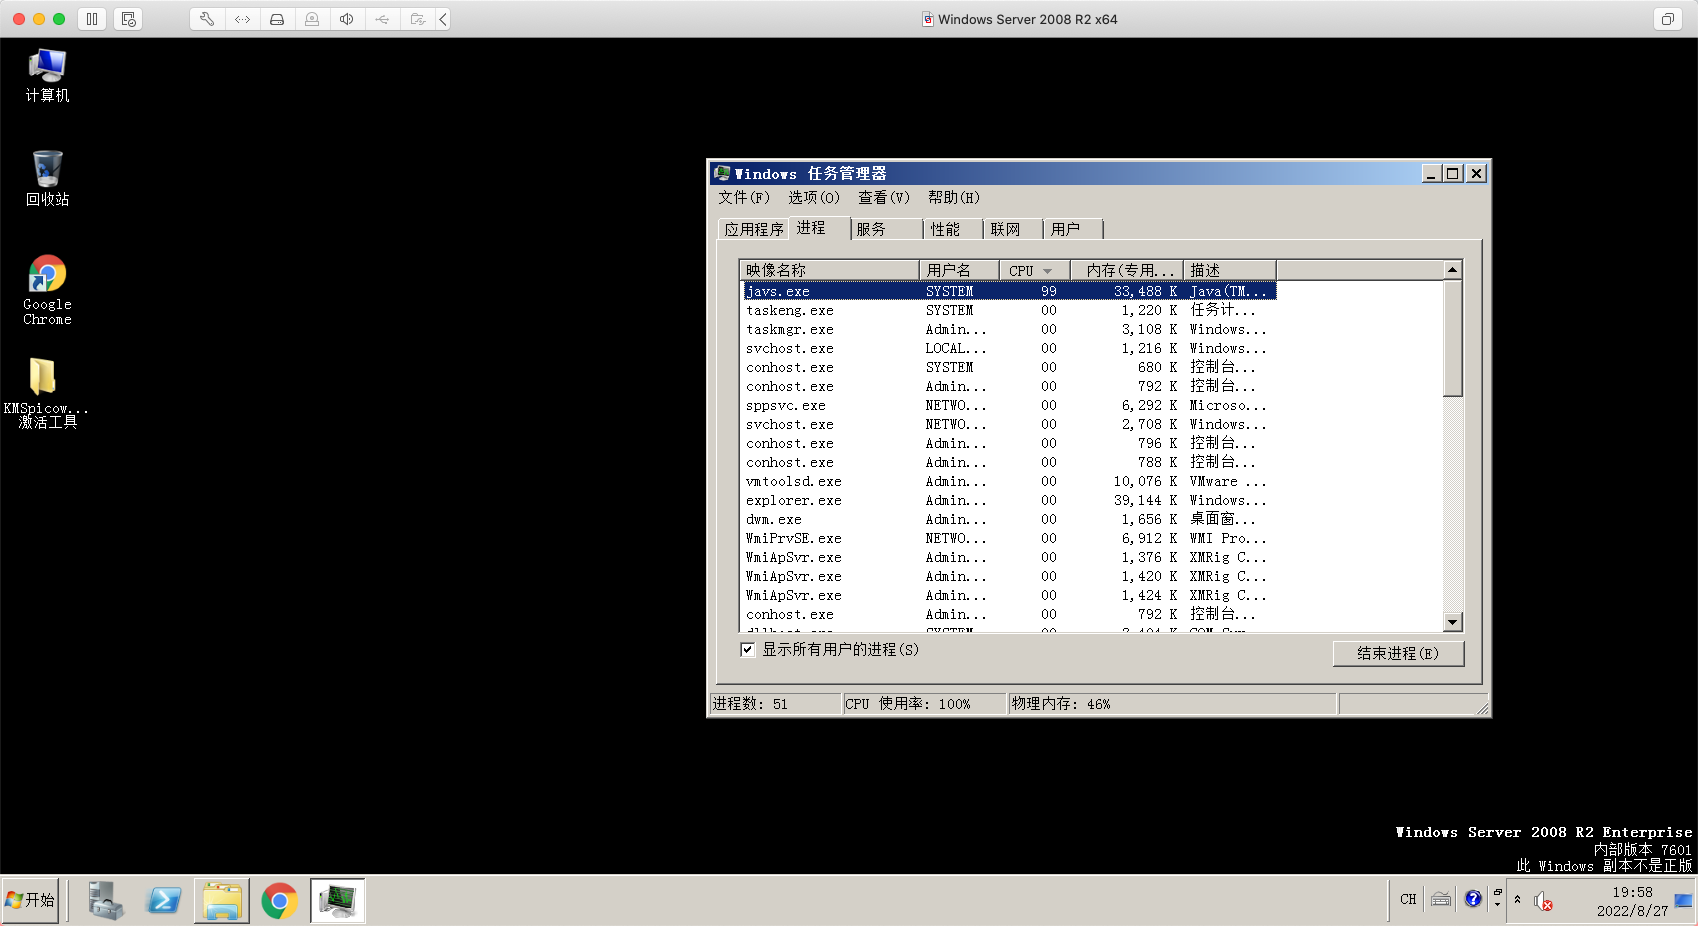 Windows Server 2008 R2 x64
计算机
回收站
Google
Chrome
KMSpicow...
激活工具
Windows 任务管理器
文件(F) 选项(O) 查看(V) 帮助(H)
应用程序 进程 服务 性能 联网 用户
映像名称 用户名 CPU 内存(专用... 描述
javs.exe SYSTEM 99 33,488 K Java(TM...
taskeng.exe SYSTEM 00 1,220 K 任务计...
taskmgr.exe Admin... 00 3,108 K Windows...
svchost.exe LOCAL... 00 1,216 K Windows...
conhost.exe SYSTEM 00 680 K 控制台...
conhost.exe Admin... 00 792 K 控制台...
sppsvc.exe NETWO... 00 6,292 K Microso...
svchost.exe NETWO... 00 2,708 K Windows...
conhost.exe Admin... 00 796 K 控制台...
conhost.exe Admin... 00 788 K 控制台...
vmtoolsd.exe Admin... 00 10,076 K VMware ...
explorer.exe Admin... 00 39,144 K Windows...
dwm.exe Admin... 00 1,656 K 桌面窗...
WmiPrvSE.exe NETWO... 00 6,912 K WMI Pro...
WmiApSvr.exe Admin... 00 1,376 K XMRig C...
WmiApSvr.exe Admin... 00 1,420 K XMRig C...
WmiApSvr.exe Admin... 00 1,424 K XMRig C...
conhost.exe Admin... 00 792 K 控制台...
显示所有用户的进程(S)
结束进程(E)
进程数: 51 CPU 使用率: 100% 物理内存: 46%
Windows Server 2008 R2 Enterprise
内部版本 7601
此 Windows 副本不是正版
开始
CH
19:58
2022/8/27